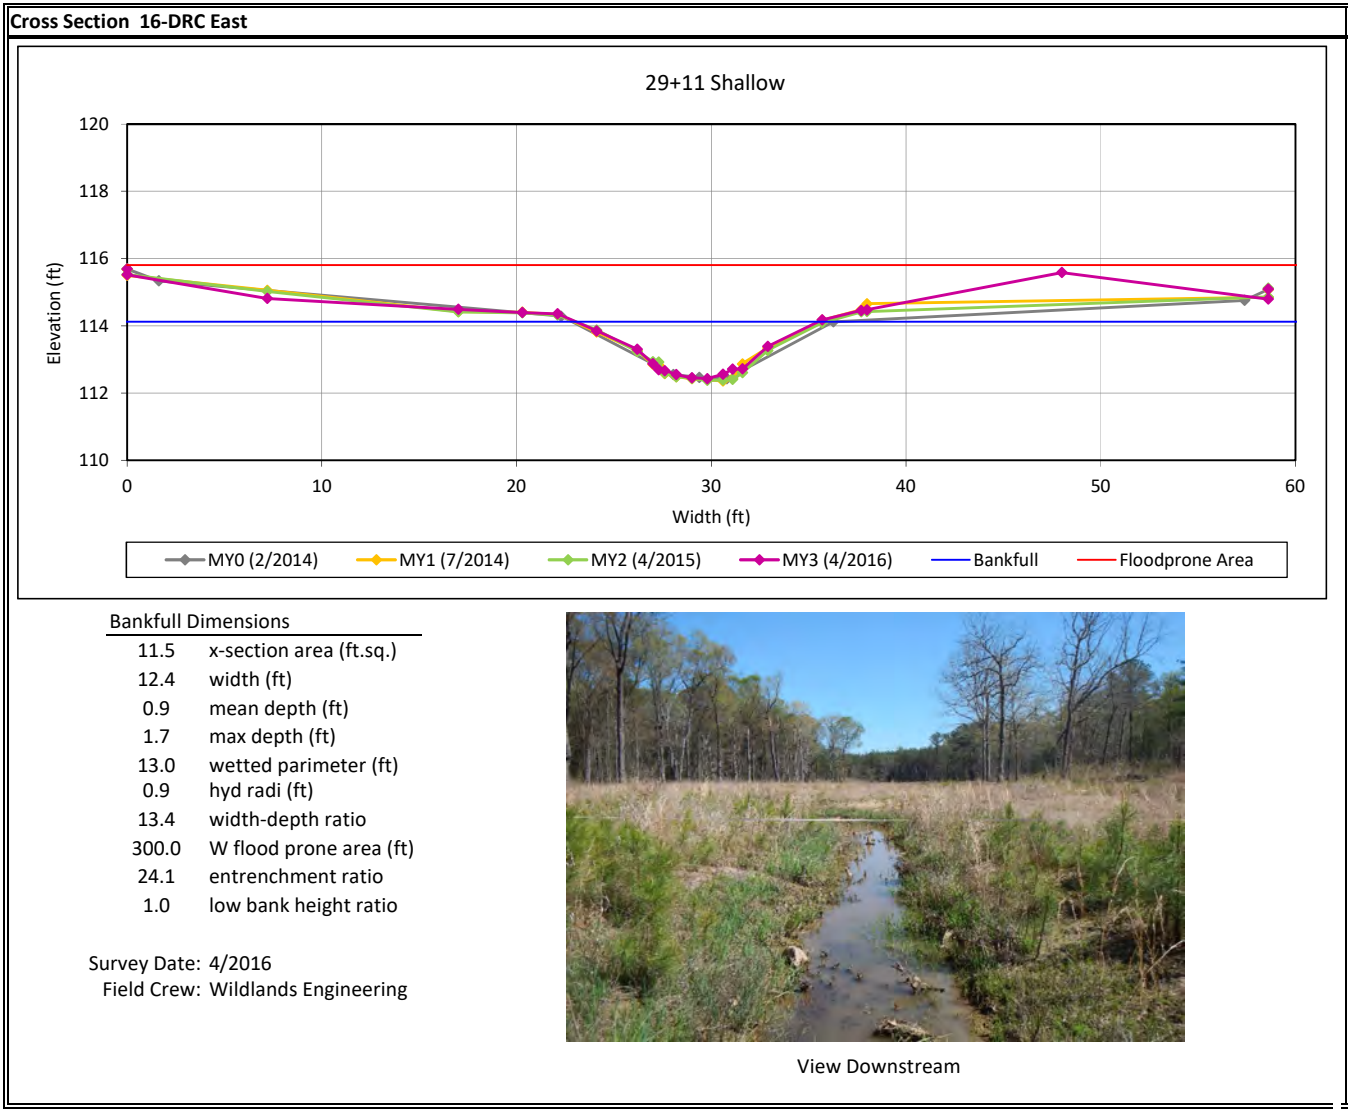 Cross Section 16-DRC East
29+11 Shallow
120
118
116
114
112
110
Elevation (ft)
0 10 20 30 40 50 60
Width (ft)
MY0 (2/2014) MY1 (7/2014) MY2 (4/2015) MY3 (4/2016) Bankfull Floodprone Area
Bankfull Dimensions
11.5 x-section area (ft.sq.)
12.4 width (ft)
0.9 mean depth (ft)
1.7 max depth (ft)
13.0 wetted parimeter (ft)
0.9 hyd radi (ft)
13.4 width-depth ratio
300.0 W flood prone area (ft)
24.1 entrenchment ratio
1.0 low bank height ratio
Survey Date: 4/2016
Field Crew: Wildlands Engineering
View Downstream